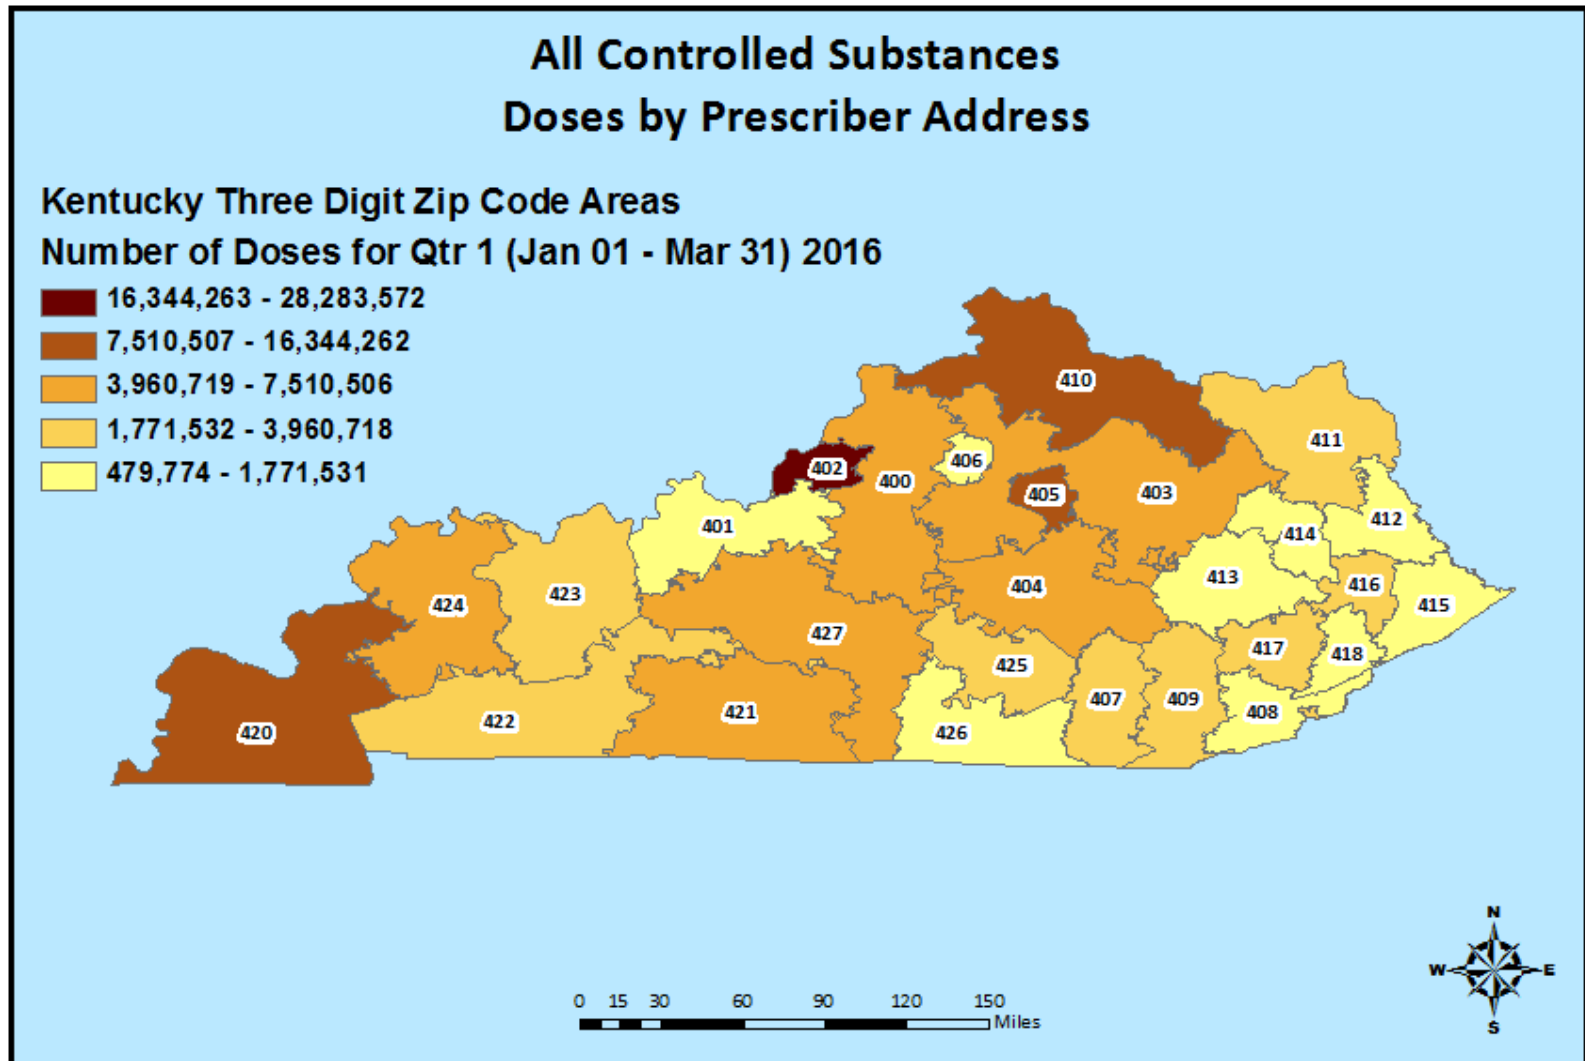 All Controlled Substances
Doses by Prescriber Address
Kentucky Three Digit Zip Code Areas
Number of Doses for Qtr 1 (Jan 01 - Mar 31) 2016
16,344,263 - 28,283,572
7,510,507 - 16,344,262
3,960,719 - 7,510,506
1,771,532 - 3,960,718
479,774 - 1,771,531
410
411
402
406
400
405
403
401
412
414
413
404
416
423
424
415
427
417
418
425
407
409
408
421
422
426
420
N
W E
S
0 15 30 60 90 120 150
Miles